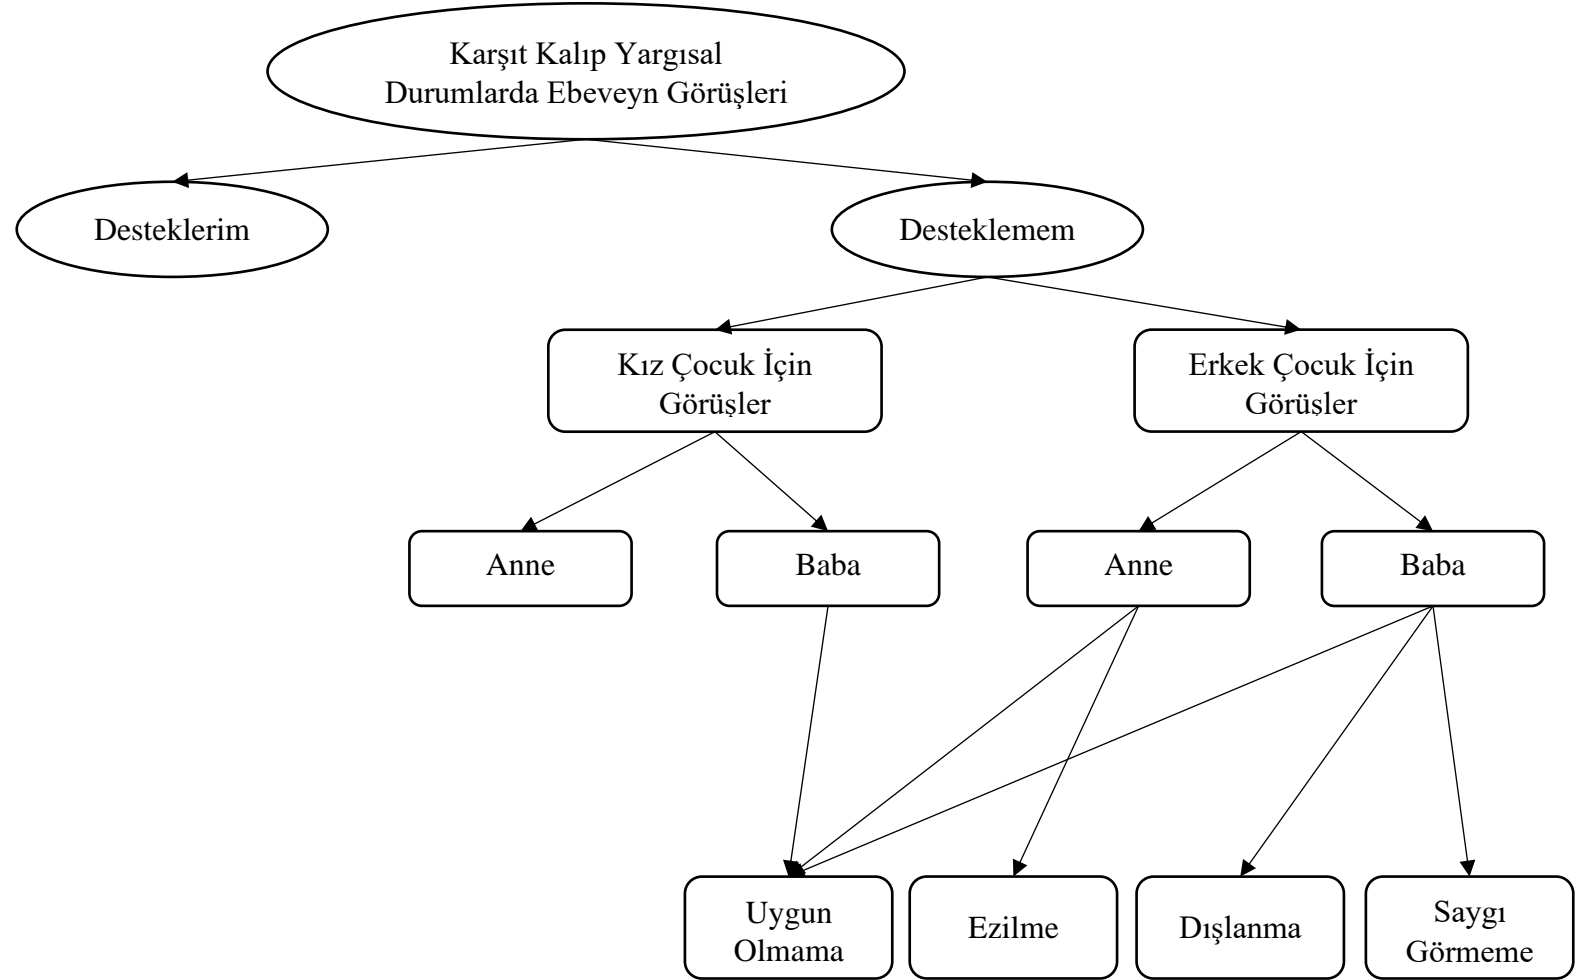 Karşıt Kalıp Yargısal
Durumlarda Ebeveyn Görüşleri
Desteklerim
Desteklemem
Kız Çocuk İçin
Görüşler
Erkek Çocuk İçin
Görüşler
Anne
Baba
Anne
Baba
Uygun
Olmama
Ezilme
Dışlanma
Saygı
Görmeme